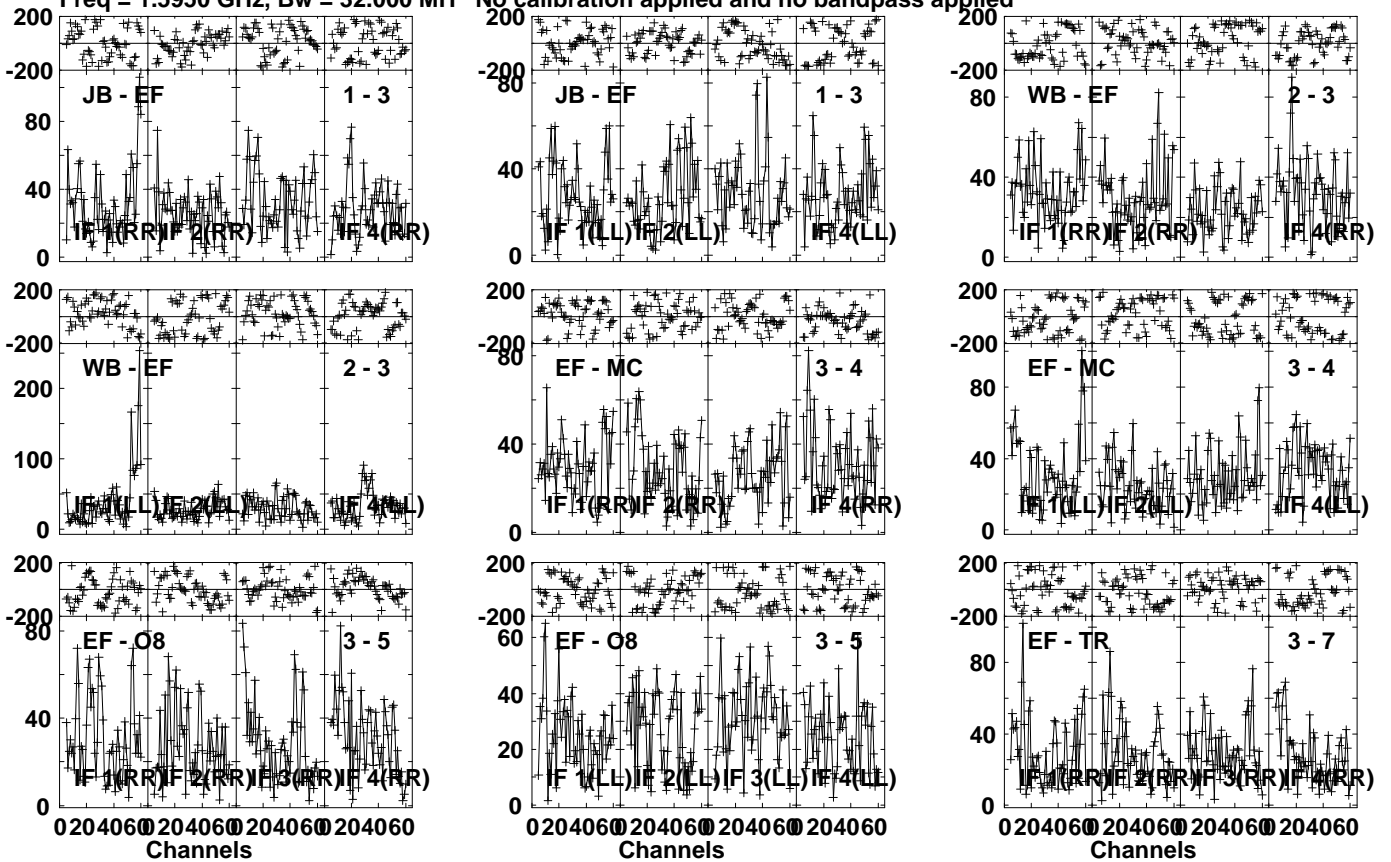 Freq = 1.5950 GHz, Bw = 32.000 MH No calibration applied and no bandpass applied
200 200 200
-200 -200 -200
JB - EF 1 - 3 JB - EF 1 - 3 WB - EF 2 - 3
80 80 80
40 40 40
IF 1(RR) IF 2(RR) IF 4(RR) IF 1(LL) IF 2(LL) IF 4(LL) IF 1(RR) IF 2(RR) IF 4(RR)
0 0 0
200 200 200
-200 -200 -200
WB - EF 2 - 3 EF - MC 3 - 4 EF - MC 3 - 4
200 80 80
100 40 40
IF 1(LL) IF 2(LL) IF 4(LL) IF 1(RR) IF 2(RR) IF 4(RR) IF 1(LL) IF 2(LL) IF 4(LL)
0 0 0
200 200 200
-200 -200 -200
EF - O8 3 - 5 EF - O8 3 - 5 EF - TR 3 - 7
80 60 80
40 40 40
20
IF 1(RR) IF 2(RR) IF 3(RR) IF 4(RR) IF 1(LL) IF 2(LL) IF 3(LL) IF 4(LL) IF 1(RR) IF 2(RR) IF 3(RR) IF 4(RR)
0 0 0
0 20 40 60 0 20 40 60 0 20 40 60 0 20 40 60 0 20 40 60 0 20 40 60 0 20 40 60 0 20 40 60 0 20 40 60 0 20 40 60 0 20 40 60 0 20 40 60
Channels Channels Channels